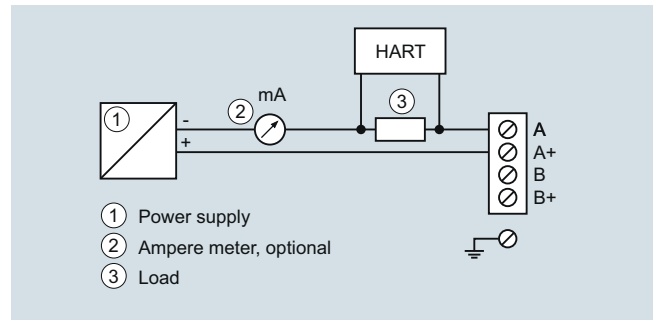 HART
mA
2
3
1
-
+
A
A+
B
B+
1 Power supply
2 Ampere meter, optional
3 Load